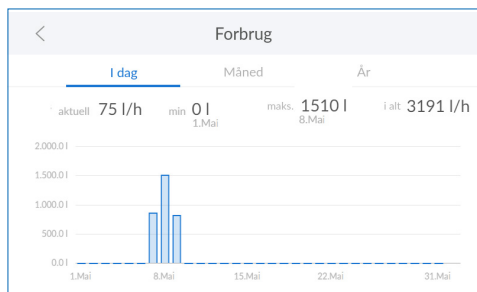 Forbrug
I dag Måned År
aktuell 75 l/h min 0 l maks. 1510 l i alt 3191 l/h
1.Mai 8.Mai
2.000.0 l
1.500.0 l
1.000.0 l
500.0 l
0.0 l
1.Mai 8.Mai 15.Mai 22.Mai 31.Mai